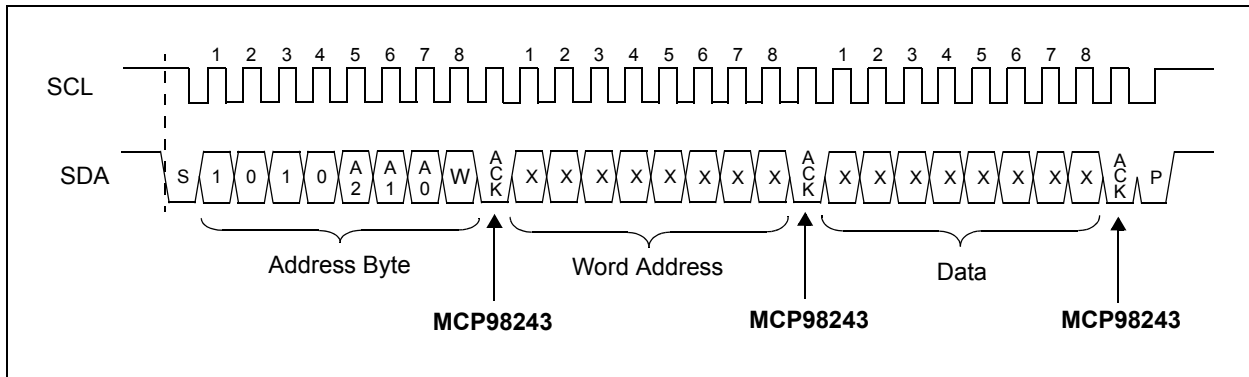 1 2 3 4 5 6 7 8 1 2 3 4 5 6 7 8 1 2 3 4 5 6 7 8
SCL
SDA
S 1 0 1 0 A2 A1 A0 W ACK X X X X X X X X ACK X X X X X X X X ACK P
Address Byte Word Address Data
MCP98243 MCP98243 MCP98243